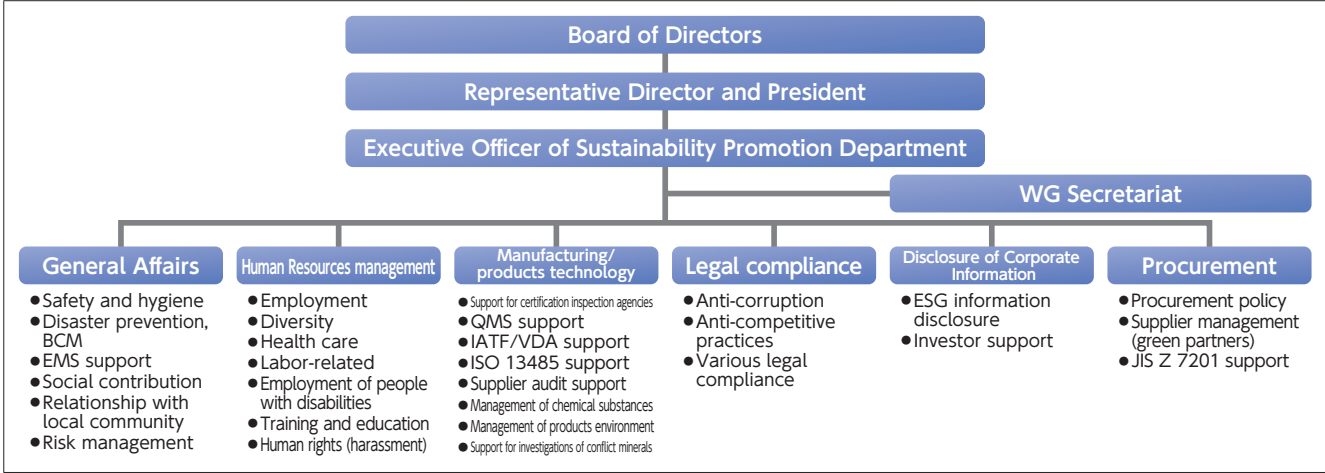 Board of Directors
Representative Director and President
Executive Officer of Sustainability Promotion Department
WG Secretariat
General Affairs
●Safety and hygiene
●Disaster prevention,
BCM
●EMS support
●Social contribution
●Relationship with
local community
●Risk management
Human Resources management
●Employment
●Diversity
●Health care
●Labor-related
●Employment of people
with disabilities
●Training and education
●Human rights (harassment)
Manufacturing/
products technology
●Support for certification inspection agencies
●QMS support
●IATF/VDA support
●ISO 13485 support
●Supplier audit support
●Management of chemical substances
●Management of products environment
●Support for investigations of conflict minerals
Legal compliance
●Anti-corruption
●Anti-competitive
practices
●Various legal
compliance
Disclosure of Corporate
Information
●ESG information
disclosure
●Investor support
Procurement
●Procurement policy
●Supplier management
(green partners)
●JIS Z 7201 support